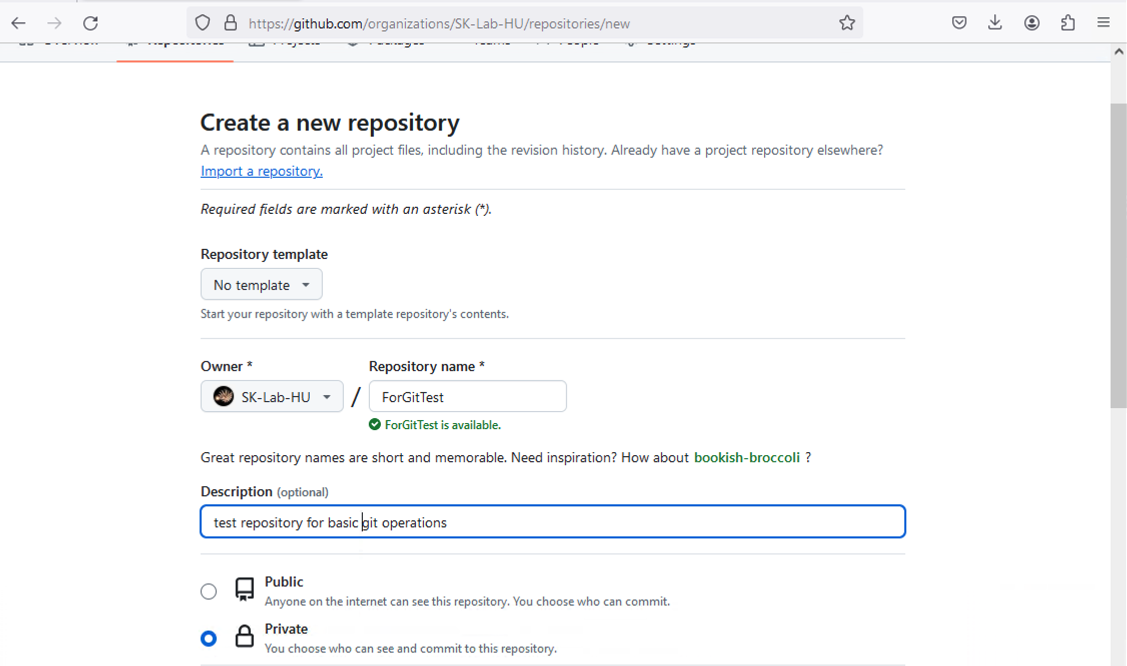 https://github.com/organizations/SK-Lab-HU/repositories/new
Create a new repository
A repository contains all project files, including the revision history. Already have a project repository elsewhere?
Import a repository.
Required fields are marked with an asterisk (*).
Repository template
No template
Start your repository with a template repository's contents.
Owner *
Repository name *
SK-Lab-HU
/
ForGitTest
ForGitTest is available.
Great repository names are short and memorable. Need inspiration? How about bookish-broccoli ?
Description (optional)
test repository for basic git operations
Public
Anyone on the internet can see this repository. You choose who can commit.
Private
You choose who can see and commit to this repository.